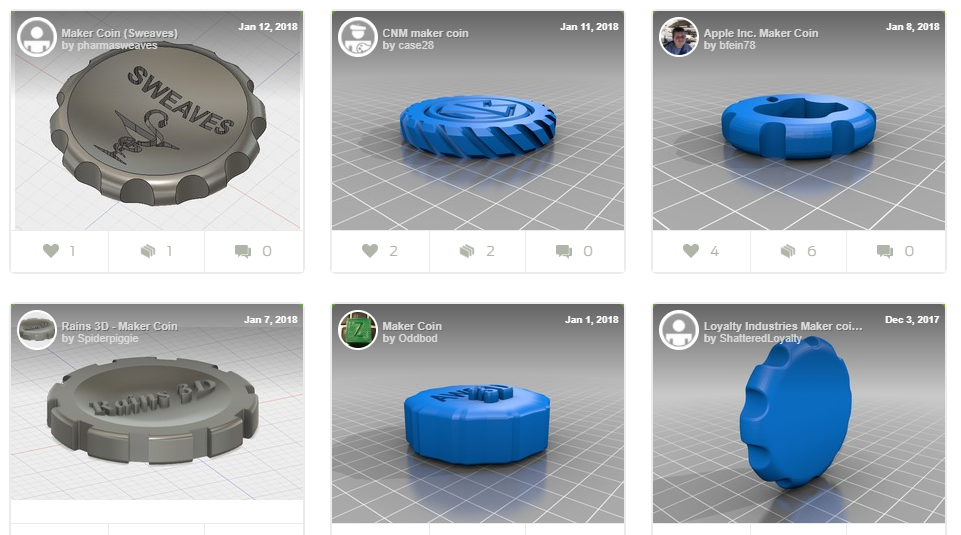 Maker Coin (Sweaves)
by pharmasweaves
Jan 12, 2018
SWEAVES
1
1
0
CNM maker coin
by case28
Jan 11, 2018
2
2
0
Apple Inc. Maker Coin
by bfein78
Jan 8, 2018
4
6
0
Rains 3D - Maker Coin
by Spiderpiggie
Jan 7, 2018
Rains 3D
Maker Coin
by Oddbod
Jan 1, 2018
Loyalty Industries Maker coi...
by ShatteredLoyalty
Dec 3, 2017